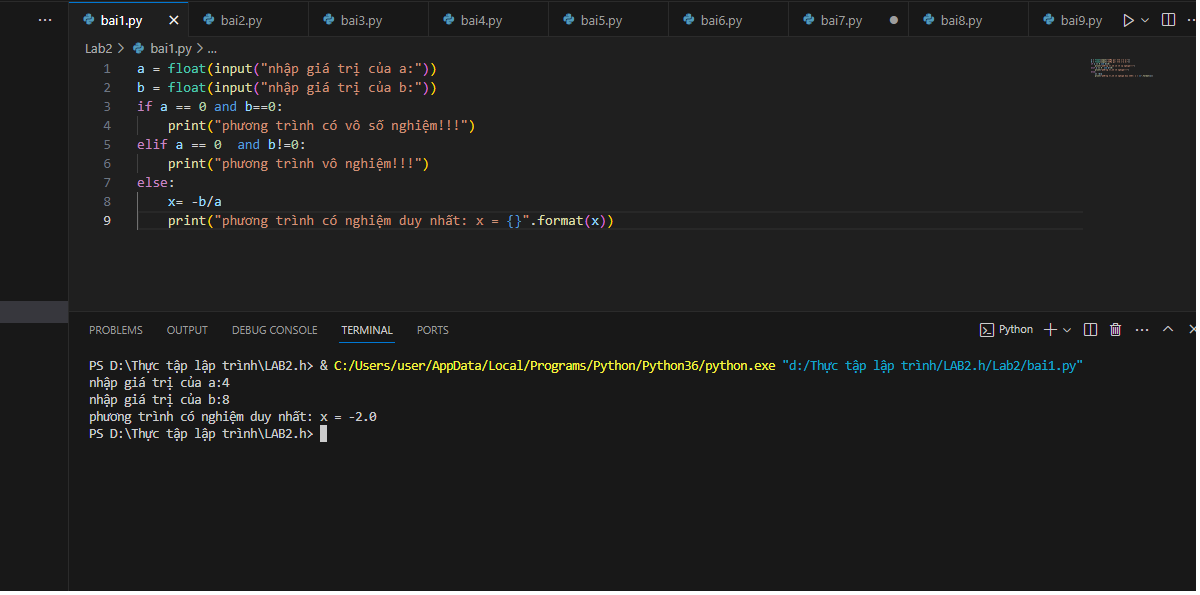 bai1.py bai2.py bai3.py bai4.py bai5.py bai6.py bai7.py bai8.py bai9.py
Lab2 > bai1.py > ...
1 a = float(input("nhập giá trị của a:"))
2 b = float(input("nhập giá trị của b:"))
3 if a == 0 and b==0:
4     print("phương trình có vô số nghiệm!!!")
5 elif a == 0  and b!=0:
6     print("phương trình vô nghiệm!!!")
7 else:
8     x= -b/a
9     print("phương trình có nghiệm duy nhất: x = {}".format(x))
PROBLEMS OUTPUT DEBUG CONSOLE TERMINAL PORTS Python
PS D:\Thực tập lập trình\LAB2.h> & C:/Users/user/AppData/Local/Programs/Python/Python36/python.exe "d:/Thực tập lập trình/LAB2.h/Lab2/bai1.py"
nhập giá trị của a:4
nhập giá trị của b:8
phương trình có nghiệm duy nhất: x = -2.0
PS D:\Thực tập lập trình\LAB2.h>